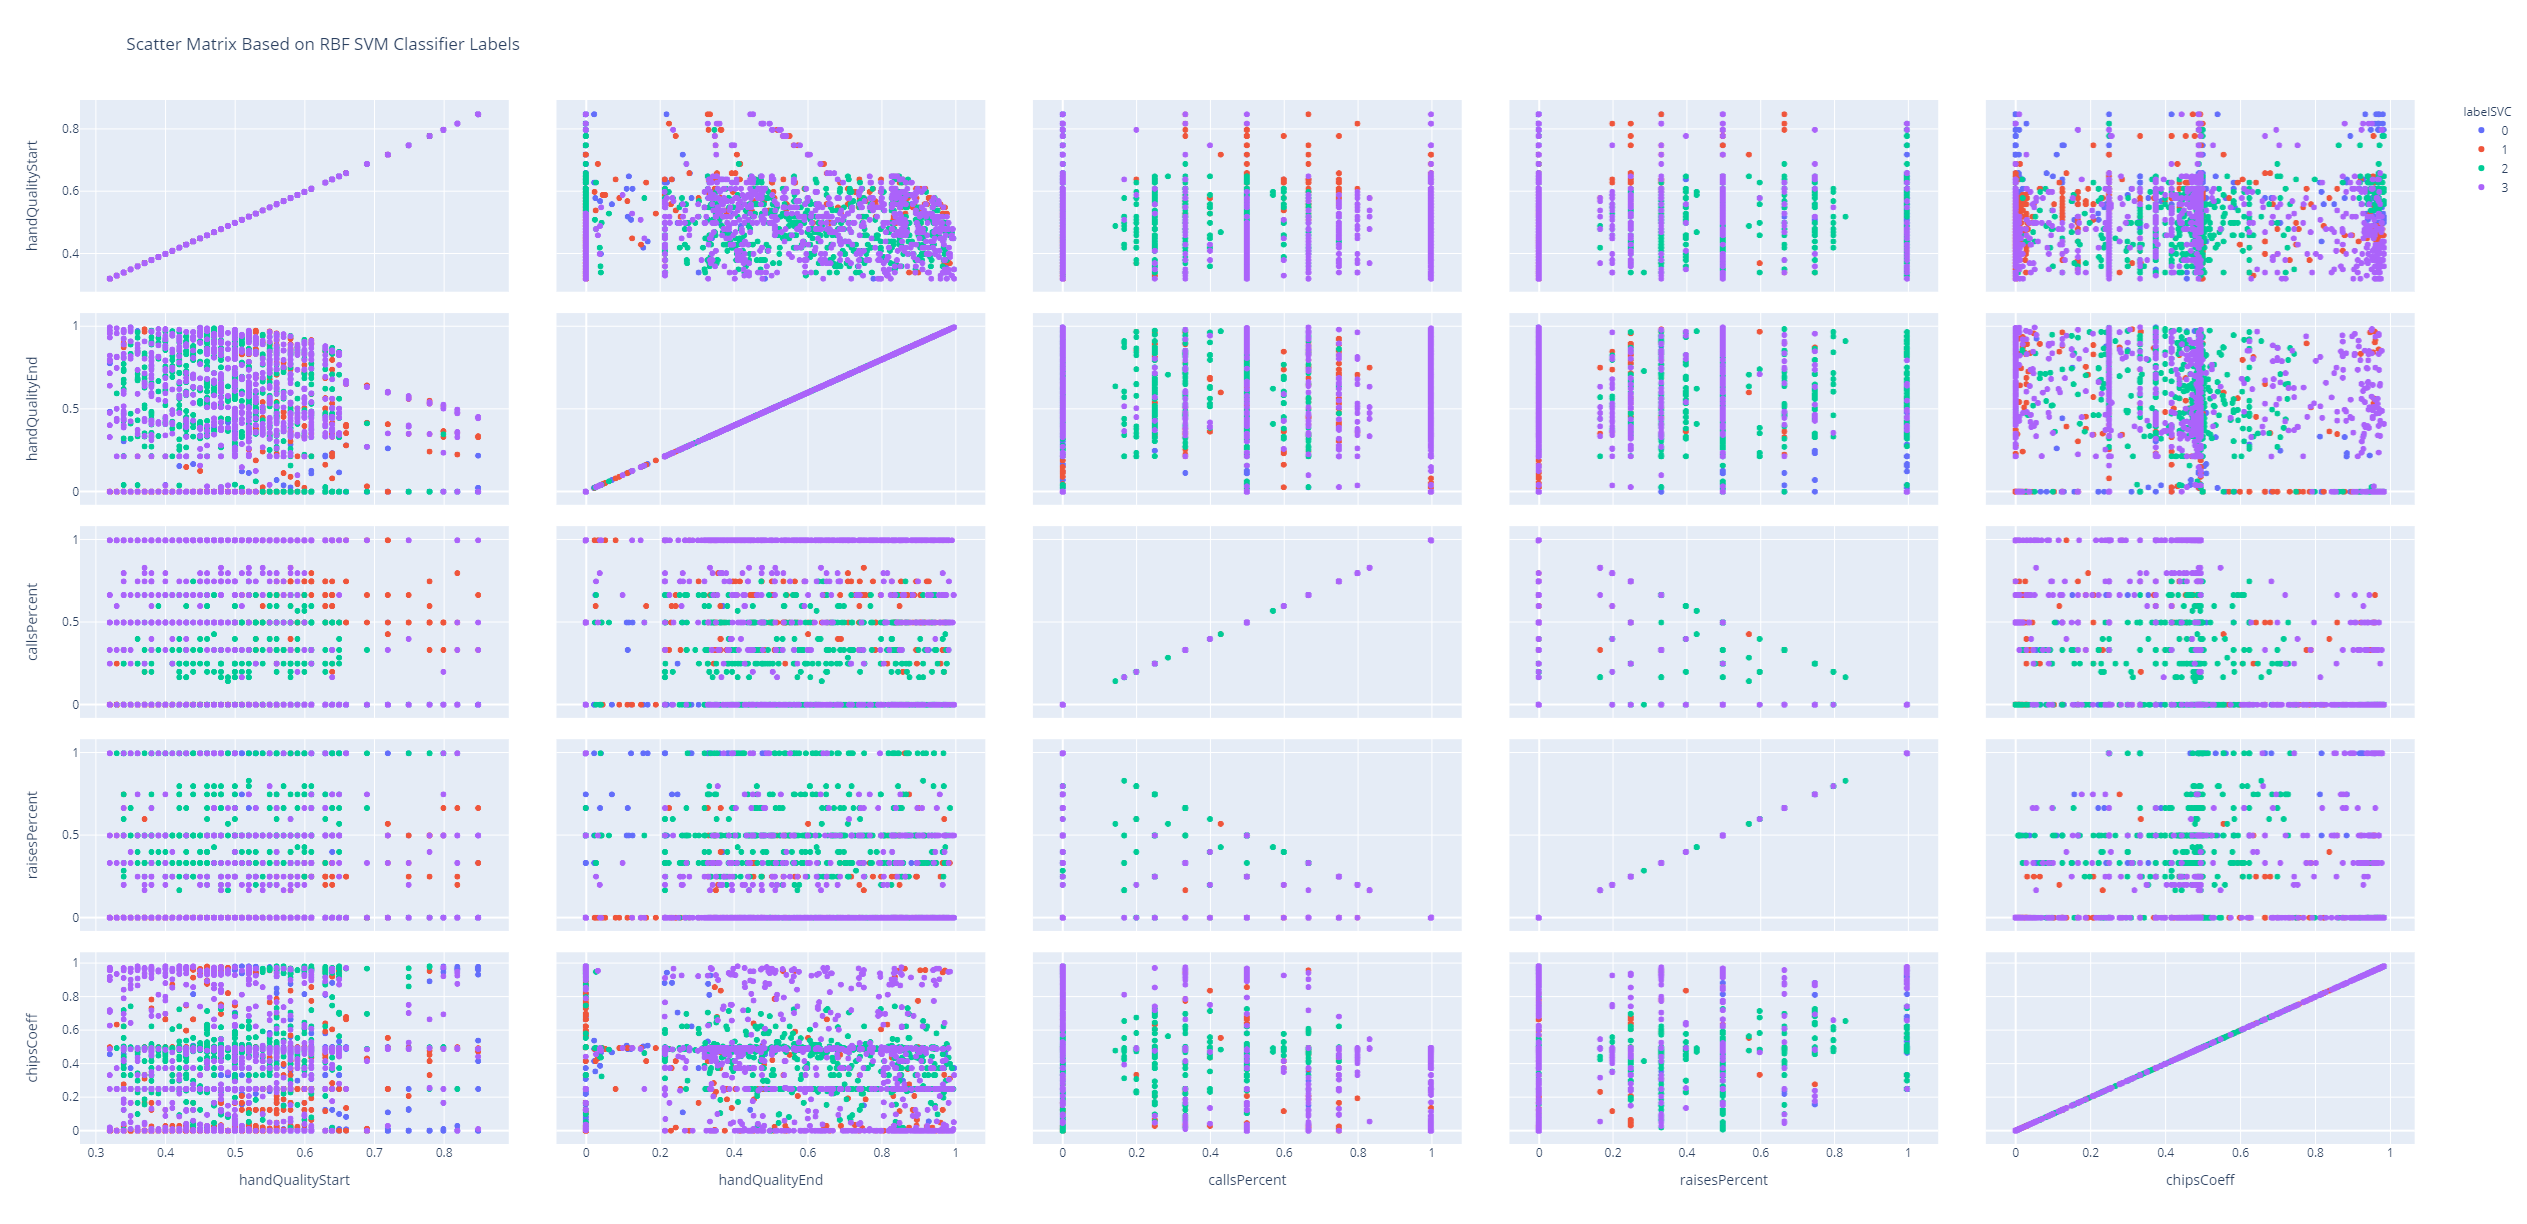 Scatter Matrix Based on RBF SVM Classifier Labels
labelSVC
0
1
2
3
handQualityStart
0.8
0.6
0.4
handQualityEnd
1
0.5
0
callsPercent
1
0.5
0
raisesPercent
1
0.5
0
chipsCoeff
1
0.8
0.6
0.4
0.2
0
0.3 0.4 0.5 0.6 0.7 0.8 0 0.2 0.4 0.6 0.8 1 0 0.2 0.4 0.6 0.8 1 0 0.2 0.4 0.6 0.8 1 0 0.2 0.4 0.6 0.8 1
handQualityStart handQualityEnd callsPercent raisesPercent chipsCoeff